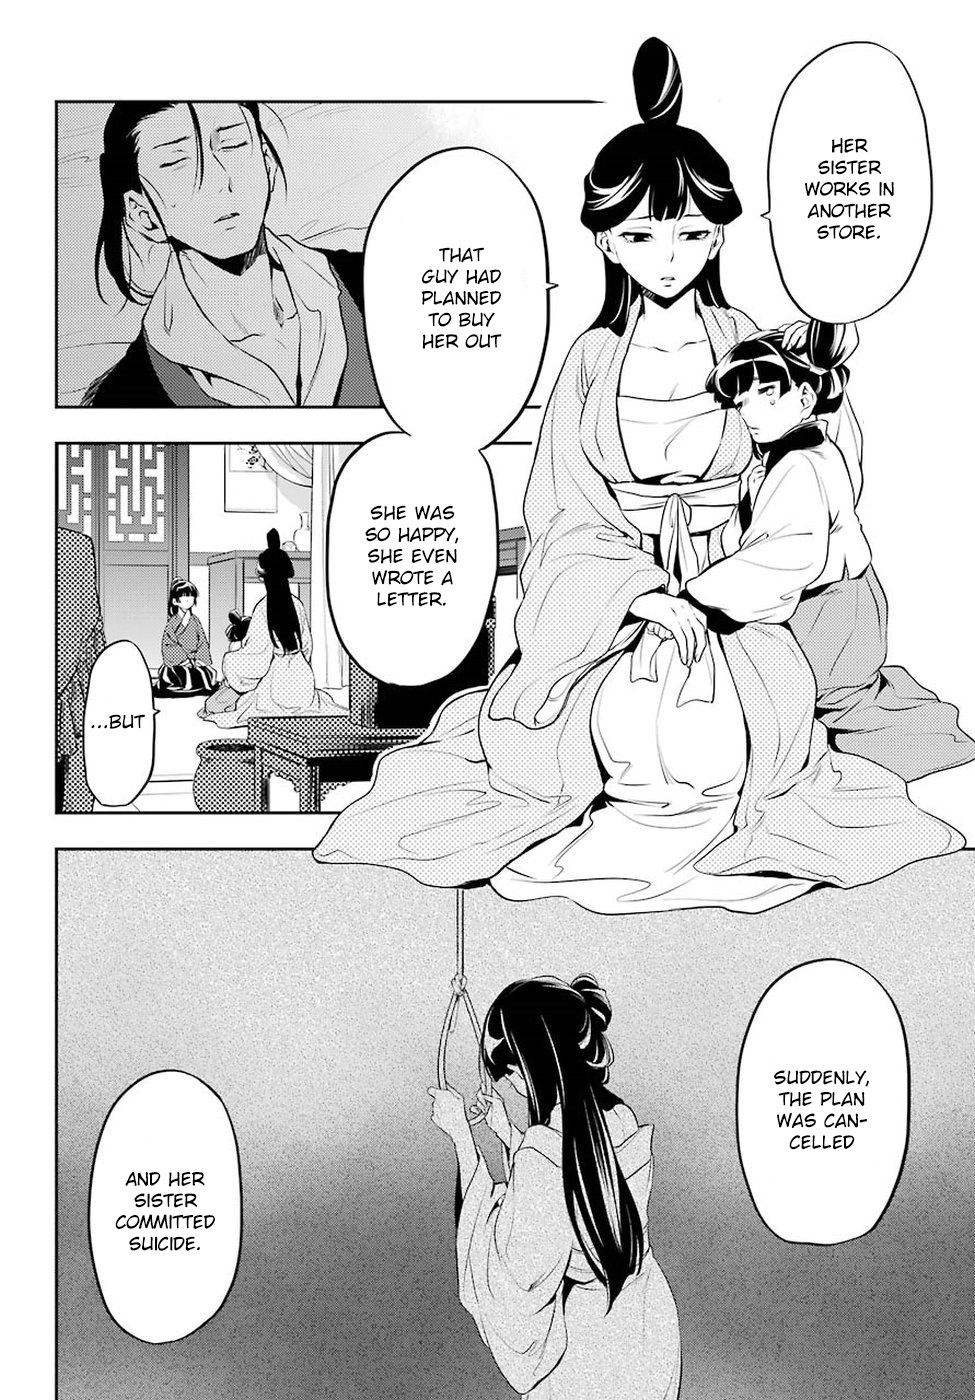 HER
SISTER
WORKS IN
ANOTHER
STORE.
THAT
GUY HAD
PLANNED
TO BUY
HER OUT
SHE WAS
SO HAPPY,
SHE EVEN
WROTE A
LETTER.
...BUT
SUDDENLY,
THE PLAN
WAS CAN-
CELLED
AND HER
SISTER
COMMITTED
SUICIDE.